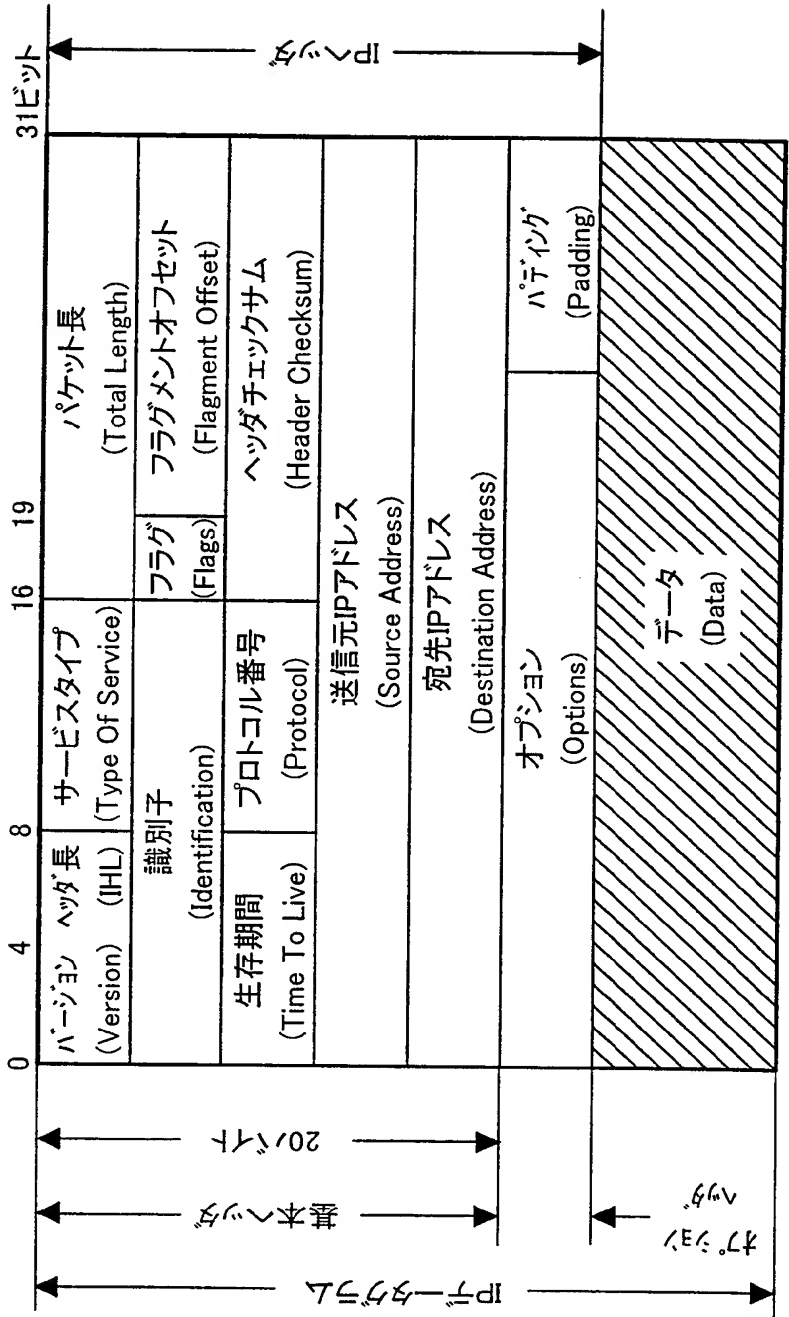 0 4 8 16 19 31ビット
バージョン ヘッダ長 サービスタイプ パケット長
(Version) (IHL) (Type Of Service) (Total Length)
識別子 フラグ フラグメントオフセット
(Identification) (Flags) (Flagment Offset)
生存期間 プロトコル番号 ヘッダチェックサム
(Time To Live) (Protocol) (Header Checksum)
送信元IPアドレス
(Source Address)
宛先IPアドレス
(Destination Address)
オプション パディング
(Options) (Padding)
データ
(Data)
IPヘッダ
20バイト
基本ヘッダ
オプション
ヘッダ
IPデータグラム